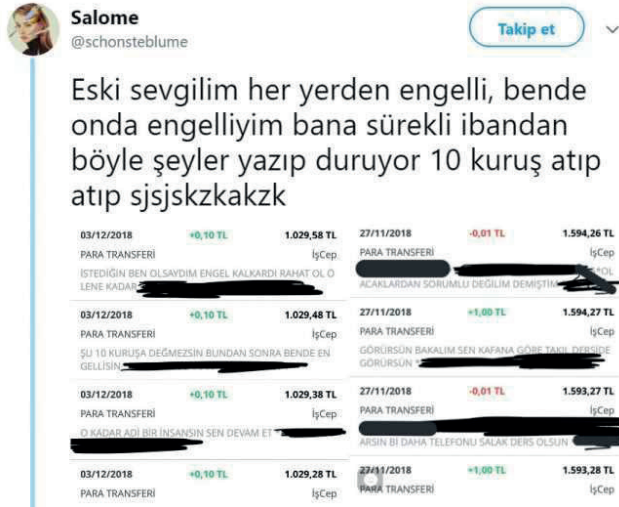 Salome
@schonsteblume
Takip et
Eski sevgilim her yerden engelli, bende
onda engelliyim bana sürekli ibandan
böyle şeyler yazıp duruyor 10 kuruş atıp
atıp sjsjskzkakzk
03/12/2018 +0,10 TL 1.029,58 TL
PARA TRANSFERİ İşCep
İSTEDİĞİN BEN OLSAYDIM ENGEL KALKARDI RAHAT OL Ö
LENE KADAR
03/12/2018 +0,10 TL 1.029,48 TL
PARA TRANSFERİ İşCep
ŞU 10 KURUŞA DEĞMEZSİN BUNDAN SONRA BENDE EN
GELLİSİN
03/12/2018 +0,10 TL 1.029,38 TL
PARA TRANSFERİ İşCep
O KADAR ADİ BİR İNSANSIN SEN DEVAM ET
03/12/2018 +0,10 TL 1.029,28 TL
PARA TRANSFERİ İşCep
27/11/2018 -0,01 TL 1.594,26 TL
PARA TRANSFERİ İşCep
*OL
ACAKLARDAN SORUMLU DEĞİLİM DEMİŞTİM
27/11/2018 +1,00 TL 1.594,27 TL
PARA TRANSFERİ İşCep
GÖRÜRSÜN BAKALIM SEN KAFANA GÖRE TAKIL DERSİDE
GÖRÜRSÜN *
27/11/2018 -0,01 TL 1.593,27 TL
PARA TRANSFERİ İşCep
ARSIN Bİ DAHA TELEFONU SALAK DERS OLSUN
27/11/2018 +1,00 TL 1.593,28 TL
PARA TRANSFERİ İşCep